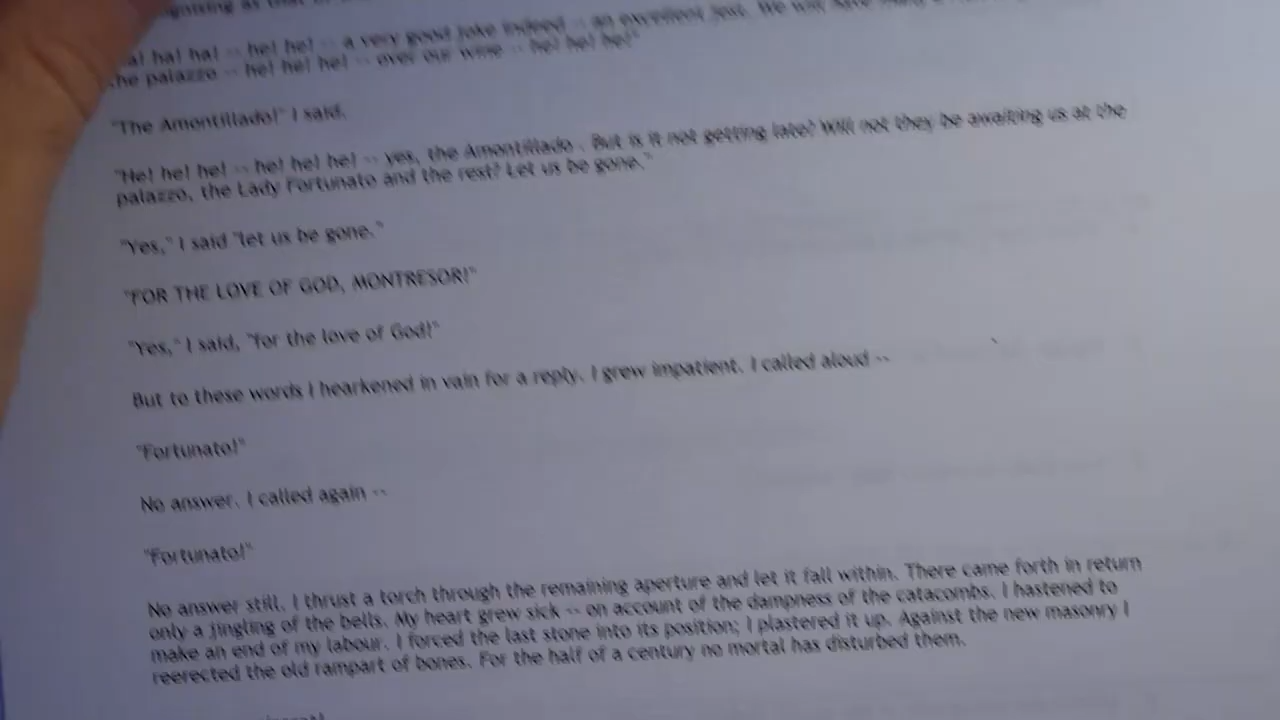 as that
ha! ha! -- he! he! -- a very good joke indeed -- an excellent jest. We will have many a
the palazzo -- he! he! he! -- over our wine -- he! he! he!"
"The Amontillado!" I said.
"He! he! he! -- he! he! he! -- yes, the Amontillado . But is it not getting late? Will not they be awaiting us at the
palazzo, the Lady Fortunato and the rest? Let us be gone."
"Yes," I said "let us be gone."
"FOR THE LOVE OF GOD, MONTRESOR!"
"Yes," I said, "for the love of God!"
But to these words I hearkened in vain for a reply. I grew impatient. I called aloud --
"Fortunato!"
No answer. I called again --
"Fortunato!"
No answer still. I thrust a torch through the remaining aperture and let it fall within. There came forth in return
only a jingling of the bells. My heart grew sick -- on account of the dampness of the catacombs. I hastened to
make an end of my labour. I forced the last stone into its position; I plastered it up. Against the new masonry I
reerected the old rampart of bones. For the half of a century no mortal has disturbed them.